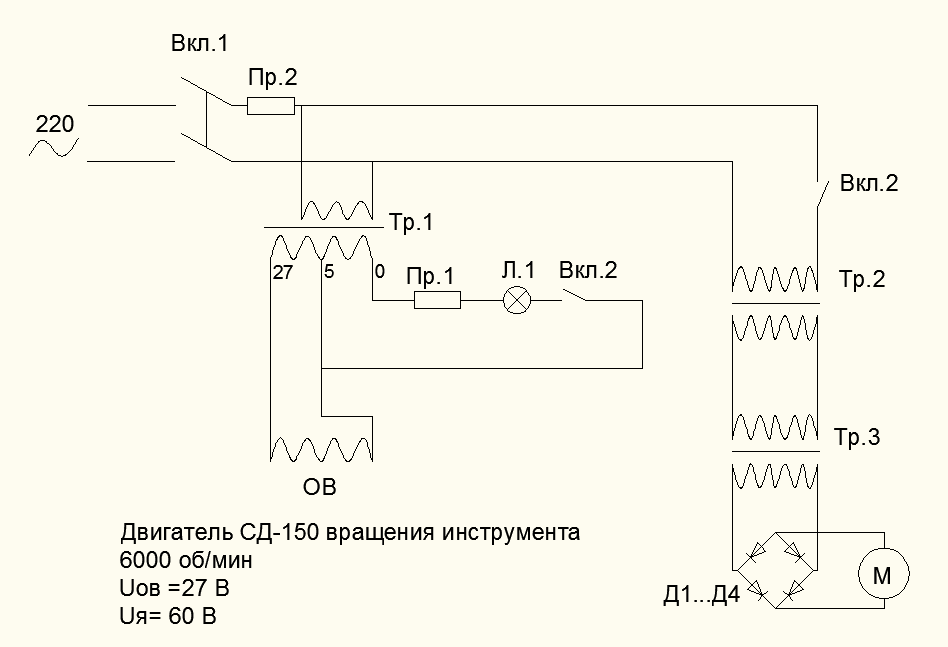 Вкл.1
Пр.2
220
Вкл.2
Тр.1
27 5 0
Пр.1 Л.1 Вкл.2
Тр.2
Тр.3
ОВ
Двигатель СД-150 вращения инструмента
6000 об/мин
Uов =27 В
Uя= 60 В
Д1...Д4
М